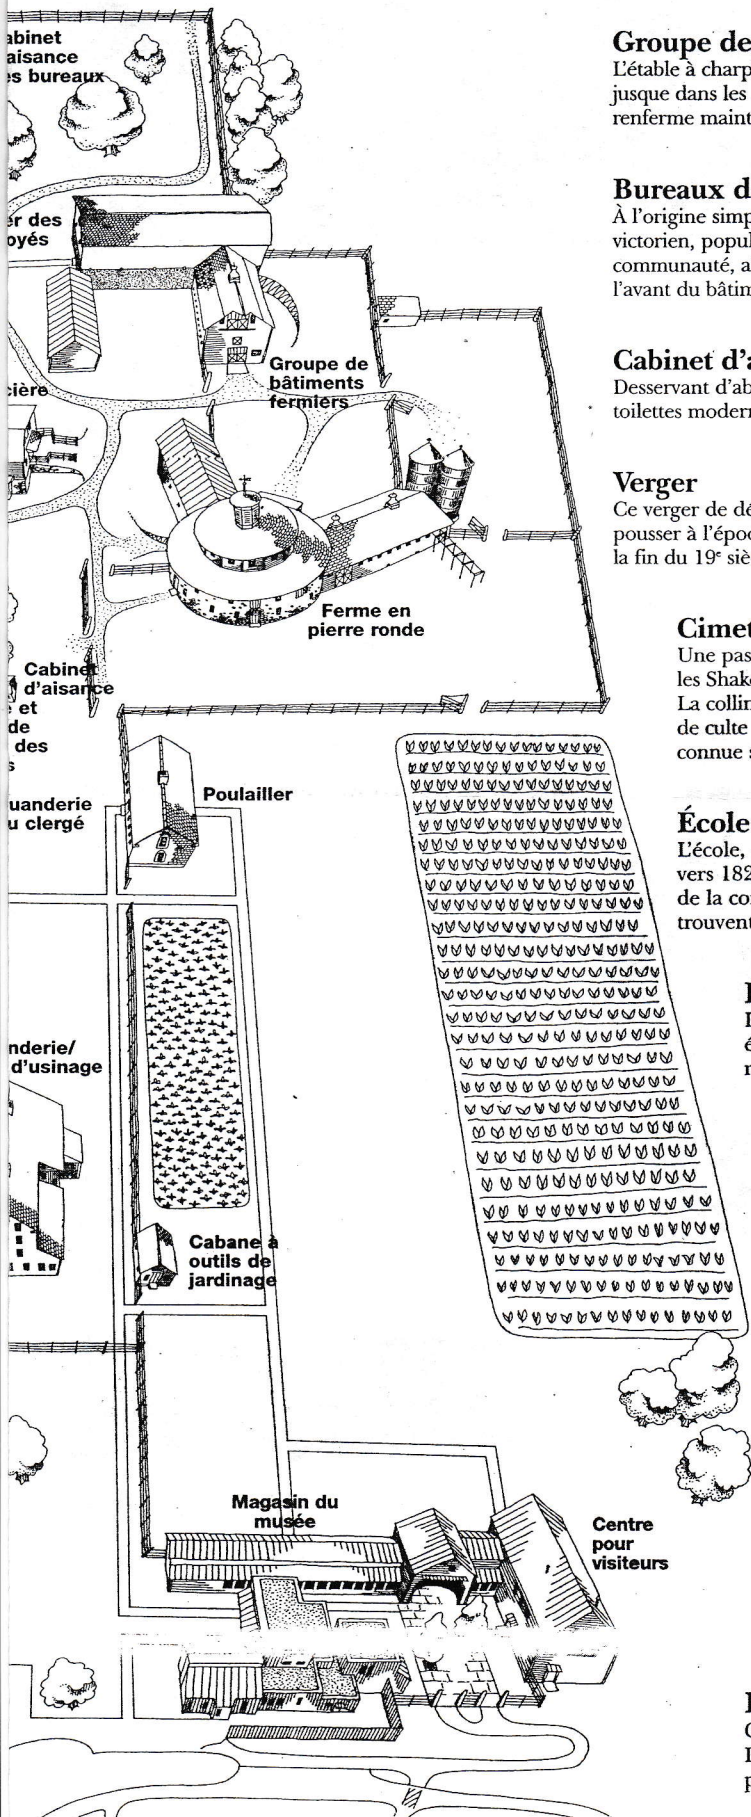 abinet
aisance
es bureaux
er des
oyés
Groupe de
bâtiments
fermiers
cière
Ferme en
pierre ronde
Cabinet
d'aisance
et
de
des
s
uanderie
u clergé
Poulailler
nderie/
d'usinage
Cabane à
outils de
jardinage
Magasin du
musée
Centre
pour
visiteurs
Groupe de
L'étable à charp
jusque dans les
renferme maint
Bureaux d
À l'origine simp
victorien, popul
communauté, a
l'avant du bâtim
Cabinet d'a
Desservant d'ab
toilettes moder
Verger
Ce verger de dé
pousser à l'époc
la fin du 19e siè
Cimet
Une pas
les Shak
La collin
de culte
connue s
École
L'école,
vers 182
de la co
trouvent